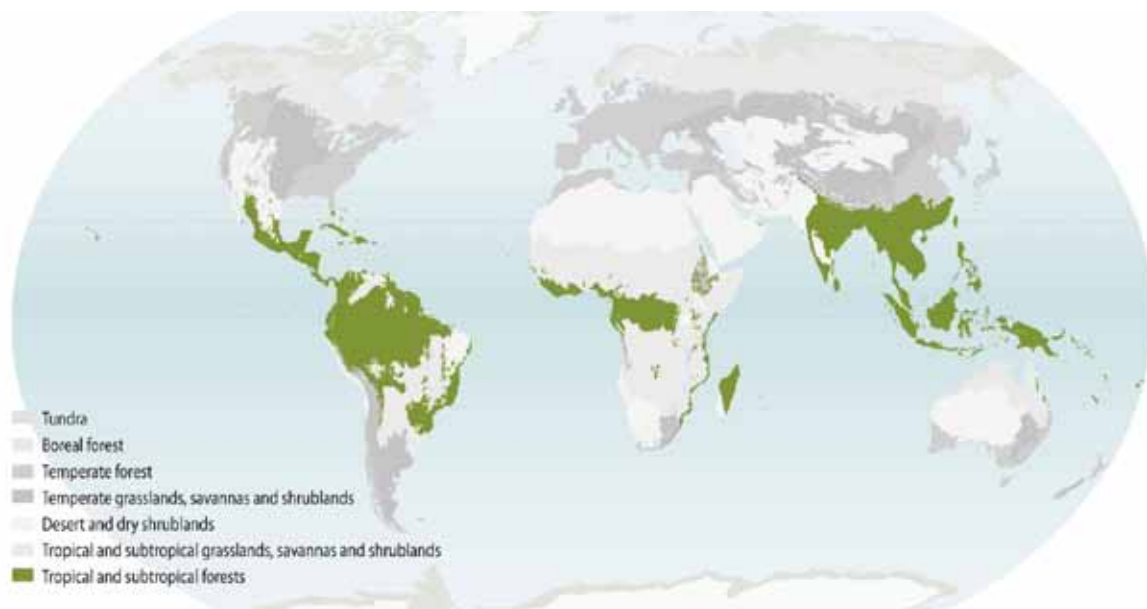 Tundra
Boreal forest
Temperate forest
Temperate grasslands, savannas and shrublands
Desert and dry shrublands
Tropical and subtropical grasslands, savannas and shrublands
Tropical and subtropical forests